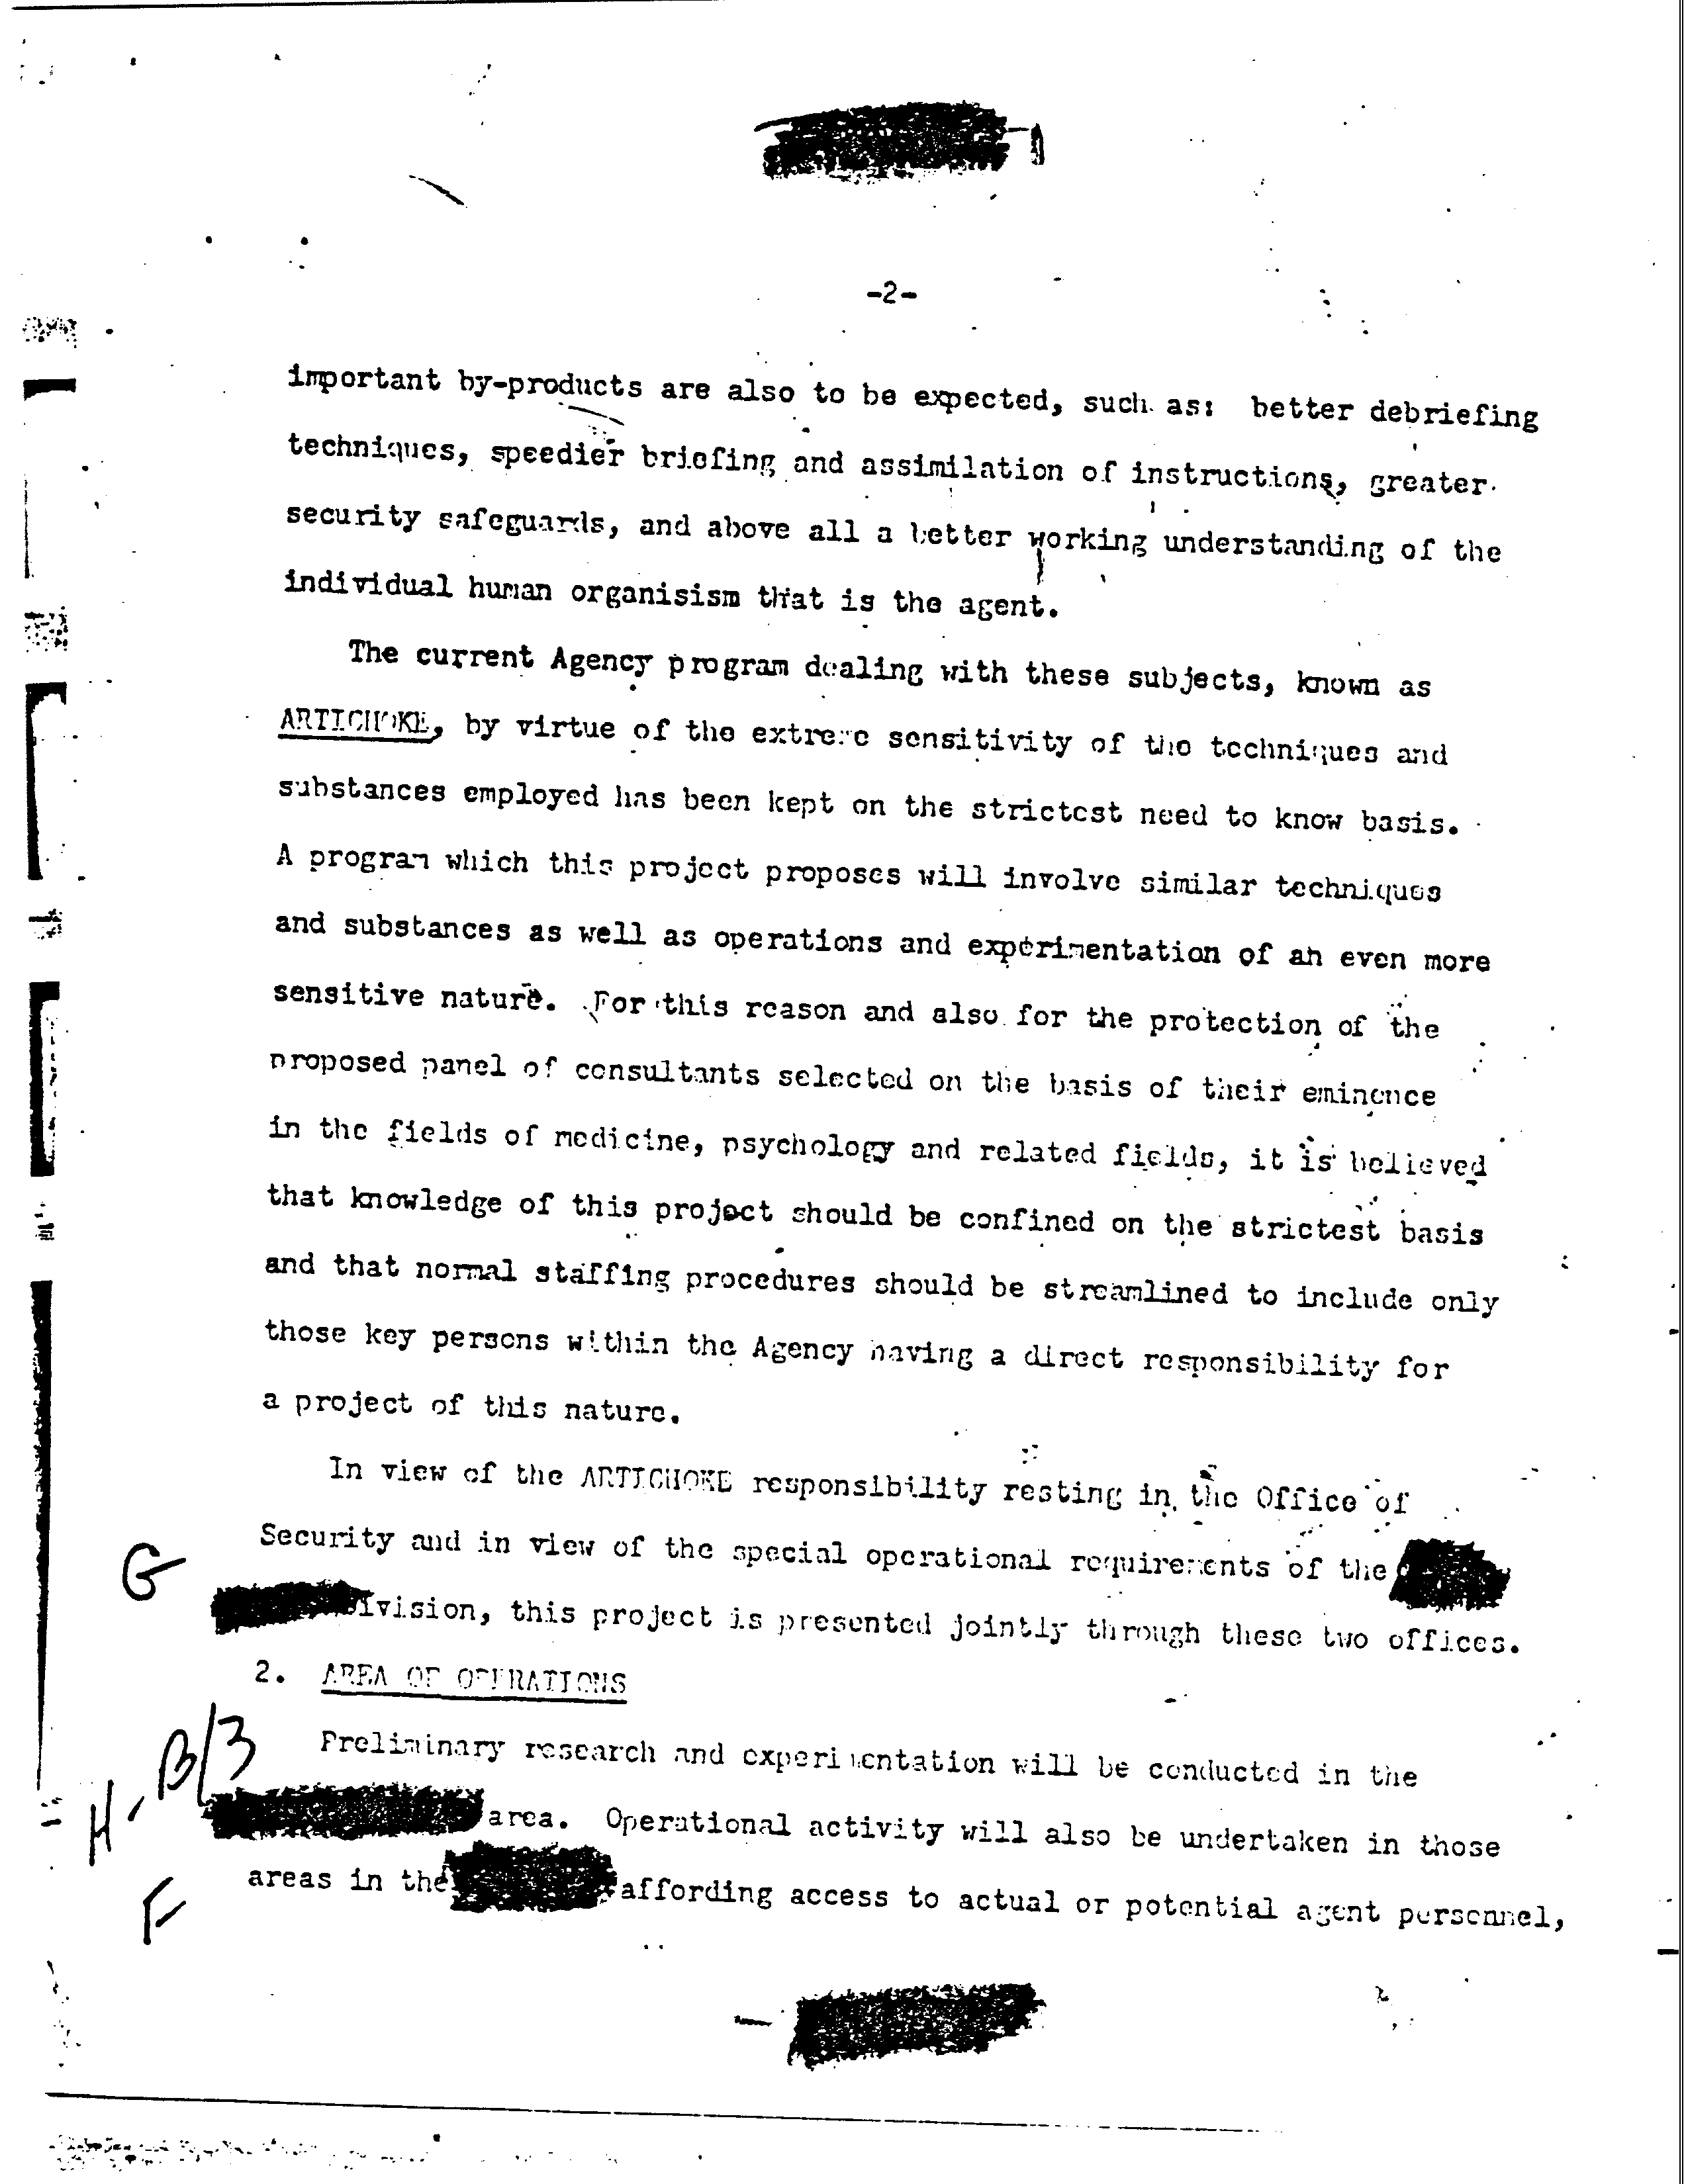 -2-
important by-products are also to be expected, such as: better debriefing
techniques, speedier briefing and assimilation of instructions, greater
security safeguards, and above all a better working understanding of the
individual human organisism that is the agent.
The current Agency program dealing with these subjects, known as
ARTICHOKE, by virtue of the extreme sensitivity of the techniques and
substances employed has been kept on the strictest need to know basis.
A program which this project proposes will involve similar techniques
and substances as well as operations and experimentation of an even more
sensitive nature. For this reason and also for the protection of the
proposed panel of consultants selected on the basis of their eminence
in the fields of medicine, psychology and related fields, it is believed
that knowledge of this project should be confined on the strictest basis
and that normal staffing procedures should be streamlined to include only
those key persons within the Agency having a direct responsibility for
a project of this nature.
In view of the ARTICHOKE responsibility resting in the Office of
Security and in view of the special operational requirements of the
G
ivision, this project is presented jointly through these two offices.
2. AREA OF OPERATIONS
Preliminary research and experimentation will be conducted in the
H-B/3
area. Operational activity will also be undertaken in those
areas in the affording access to actual or potential agent personnel,
F